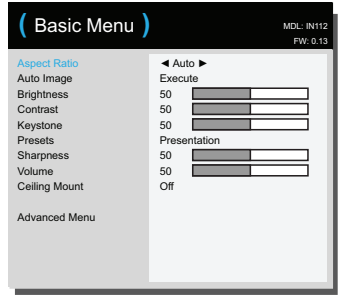 ( Basic Menu )
MDL: IN112
FW: 0.13
Aspect Ratio ◄ Auto ►
Auto Image Execute
Brightness 50
Contrast 50
Keystone 50
Presets Presentation
Sharpness 50
Volume 50
Ceiling Mount Off
Advanced Menu